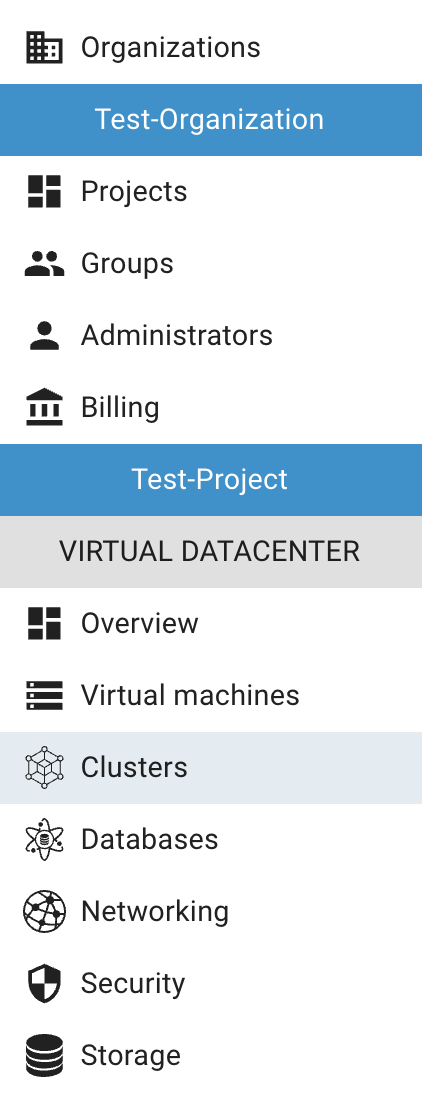 Organizations
Test-Organization
Projects
Groups
Administrators
Billing
Test-Project
VIRTUAL DATACENTER
Overview
Virtual machines
Clusters
Databases
Networking
Security
Storage